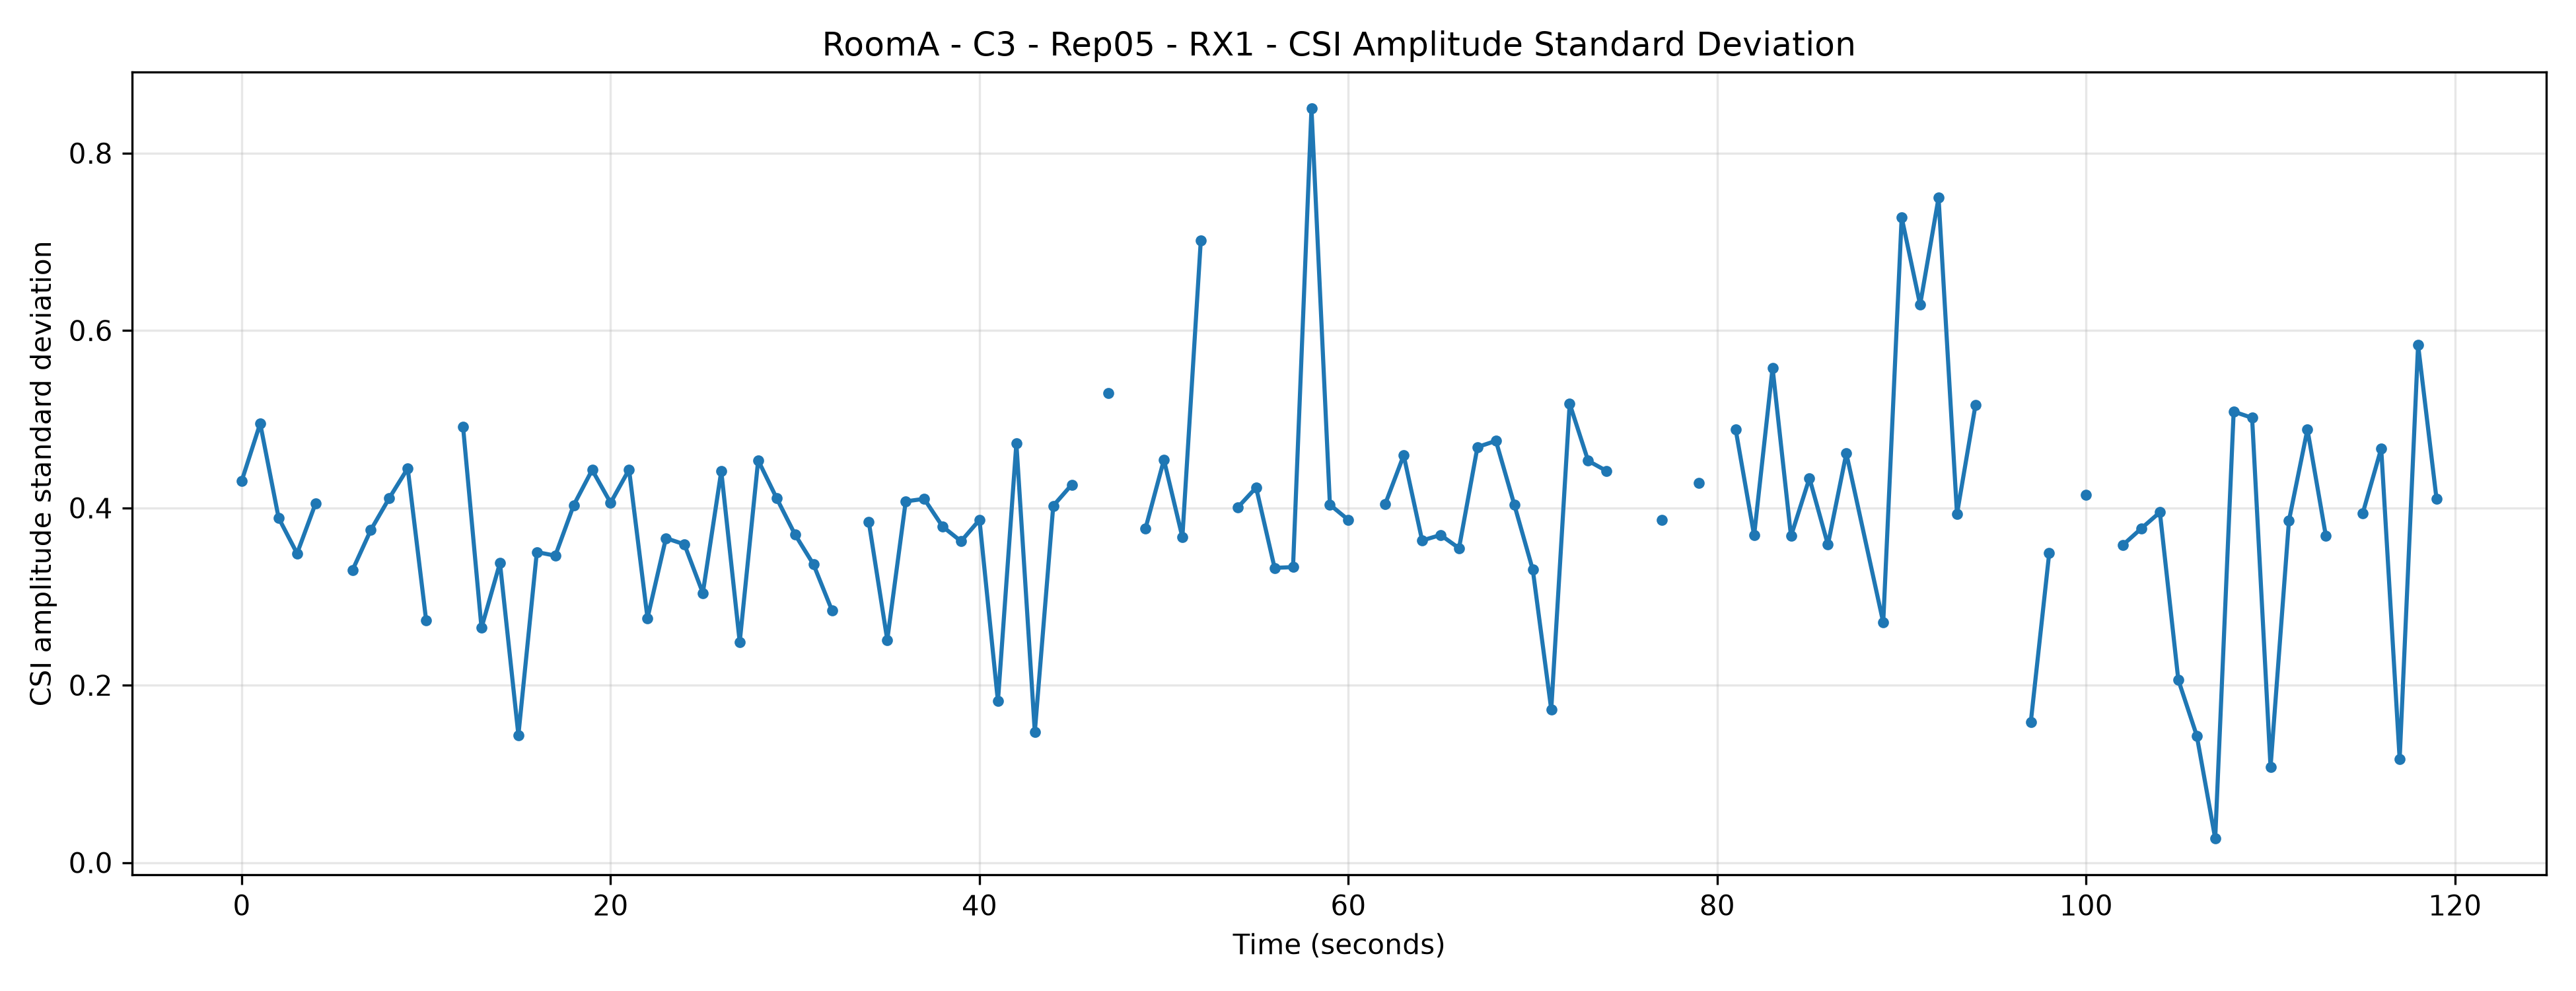 RoomA - C3 - Rep05 - RX1 - CSI Amplitude Standard Deviation
CSI amplitude standard deviation
0.8
0.6
0.4
0.2
0.0
0 20 40 60 80 100 120
Time (seconds)